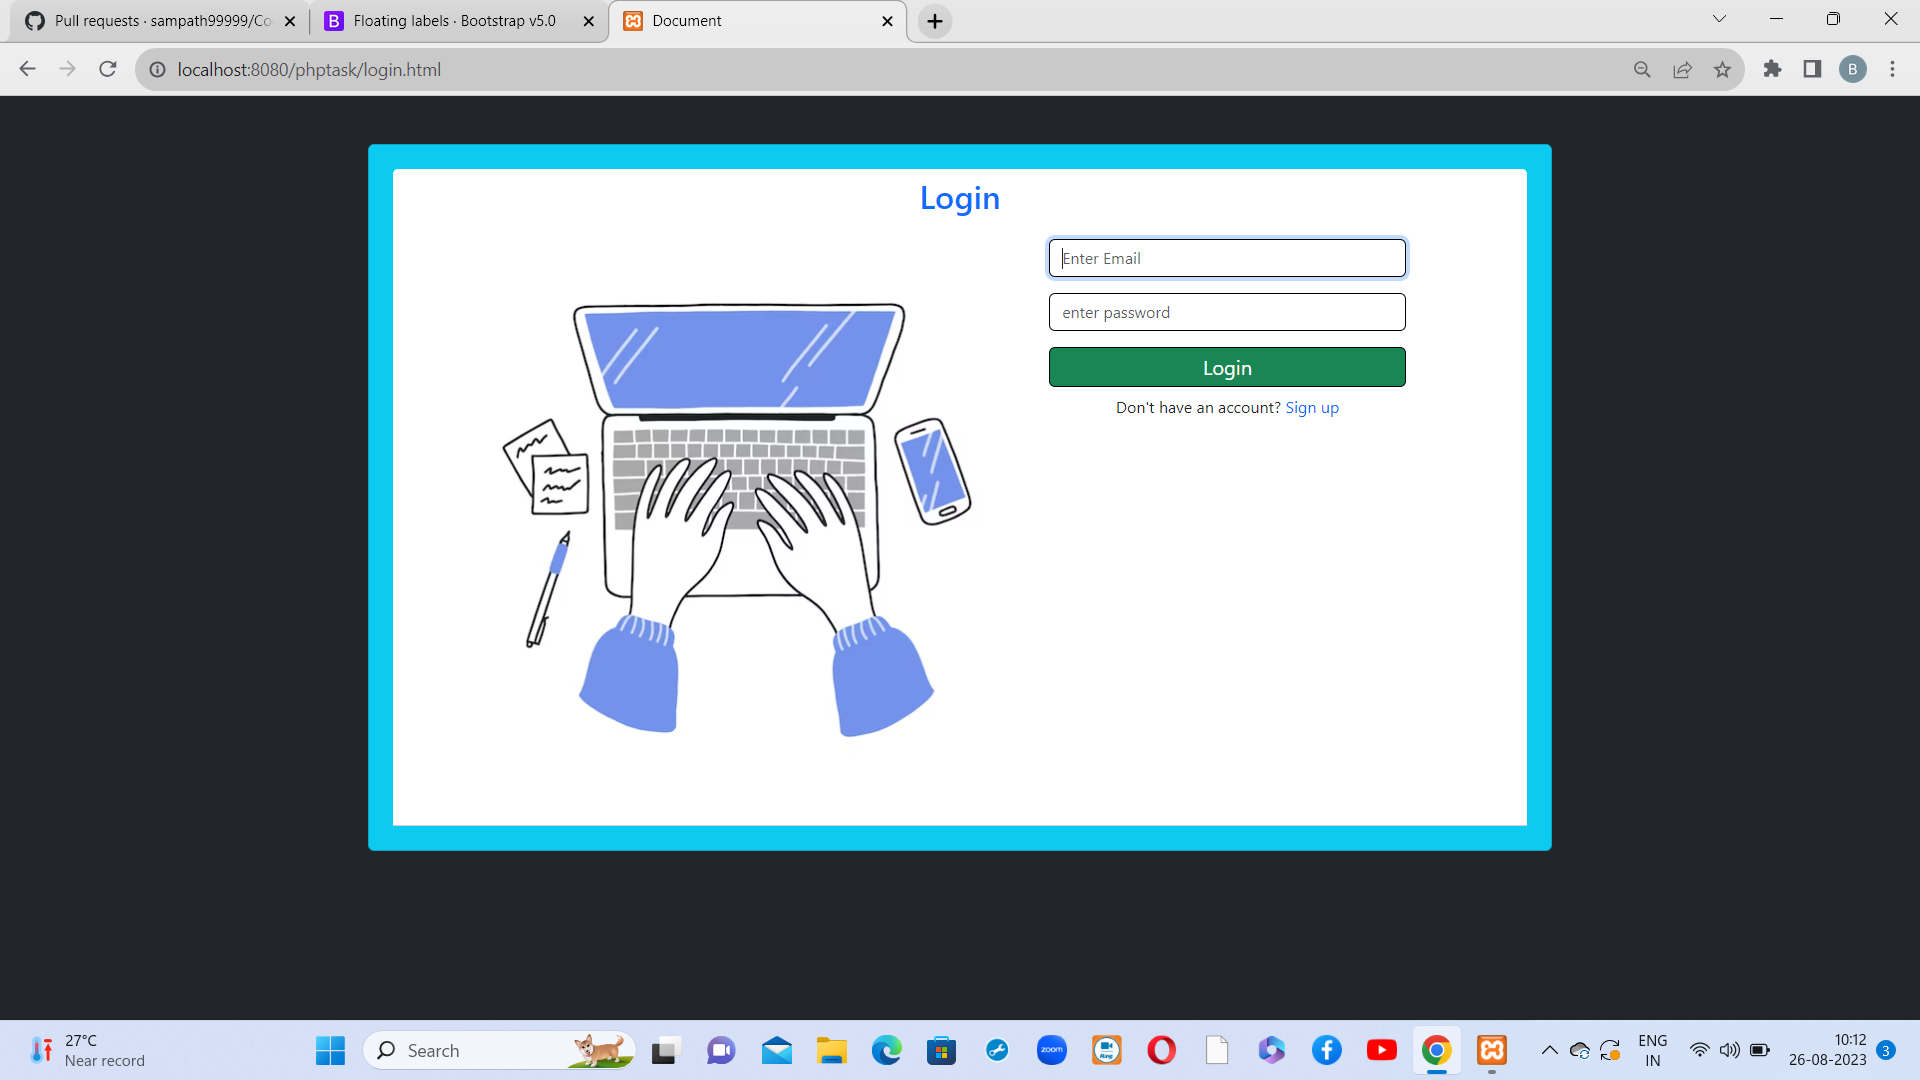 Pull requests · sampath99999/Co
Floating labels · Bootstrap v5.0
Document
localhost:8080/phptask/login.html
B
Login
Enter Email
enter password
Login
Don't have an account? Sign up
27°C
Near record
Search
zoom
ENG
IN
10:12
26-08-2023
3